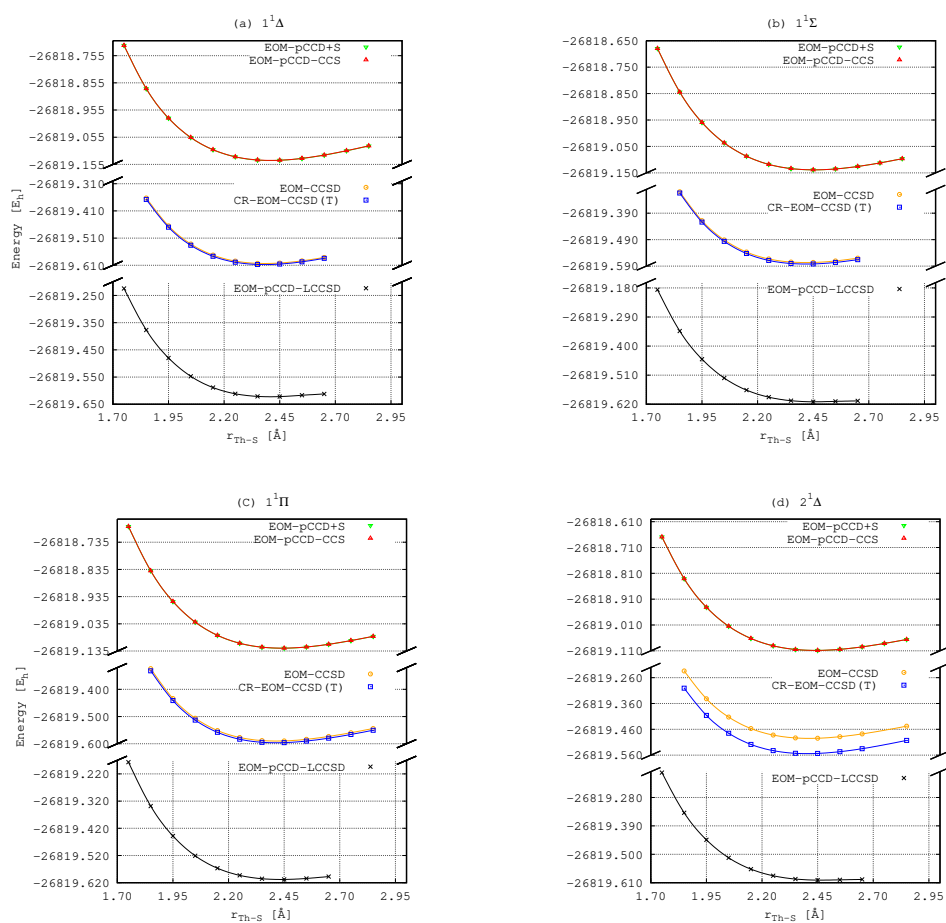 (a) 1¹Δ
EOM-pCCD+S
EOM-pCCD-CCS
-26818.755
-26818.855
-26818.955
-26819.055
-26819.155
EOM-CCSD
CR-EOM-CCSD(T)
-26819.310
-26819.410
-26819.510
-26819.610
EOM-pCCD-LCCSD
-26819.250
-26819.350
-26819.450
-26819.550
-26819.650
Energy [E_h]
1.70 1.95 2.20 2.45 2.70 2.95
r_Th-S [Å]
(b) 1¹Σ
EOM-pCCD+S
EOM-pCCD-CCS
-26818.650
-26818.750
-26818.850
-26818.950
-26819.050
-26819.150
EOM-CCSD
CR-EOM-CCSD(T)
-26819.390
-26819.490
-26819.590
EOM-pCCD-LCCSD
-26819.180
-26819.290
-26819.400
-26819.510
-26819.620
1.70 1.95 2.20 2.45 2.70 2.95
r_Th-S [Å]
(C) 1¹Π
EOM-pCCD+S
EOM-pCCD-CCS
-26818.735
-26818.835
-26818.935
-26819.035
-26819.135
EOM-CCSD
CR-EOM-CCSD(T)
-26819.400
-26819.500
-26819.600
EOM-pCCD-LCCSD
-26819.220
-26819.320
-26819.420
-26819.520
-26819.620
Energy [E_h]
1.70 1.95 2.20 2.45 2.70 2.95
r_Th-S [Å]
(d) 2¹Δ
EOM-pCCD+S
EOM-pCCD-CCS
-26818.610
-26818.710
-26818.810
-26818.910
-26819.010
-26819.110
EOM-CCSD
CR-EOM-CCSD(T)
-26819.260
-26819.360
-26819.460
-26819.560
EOM-pCCD-LCCSD
-26819.280
-26819.390
-26819.500
-26819.610
1.70 1.95 2.20 2.45 2.70 2.95
r_Th-S [Å]